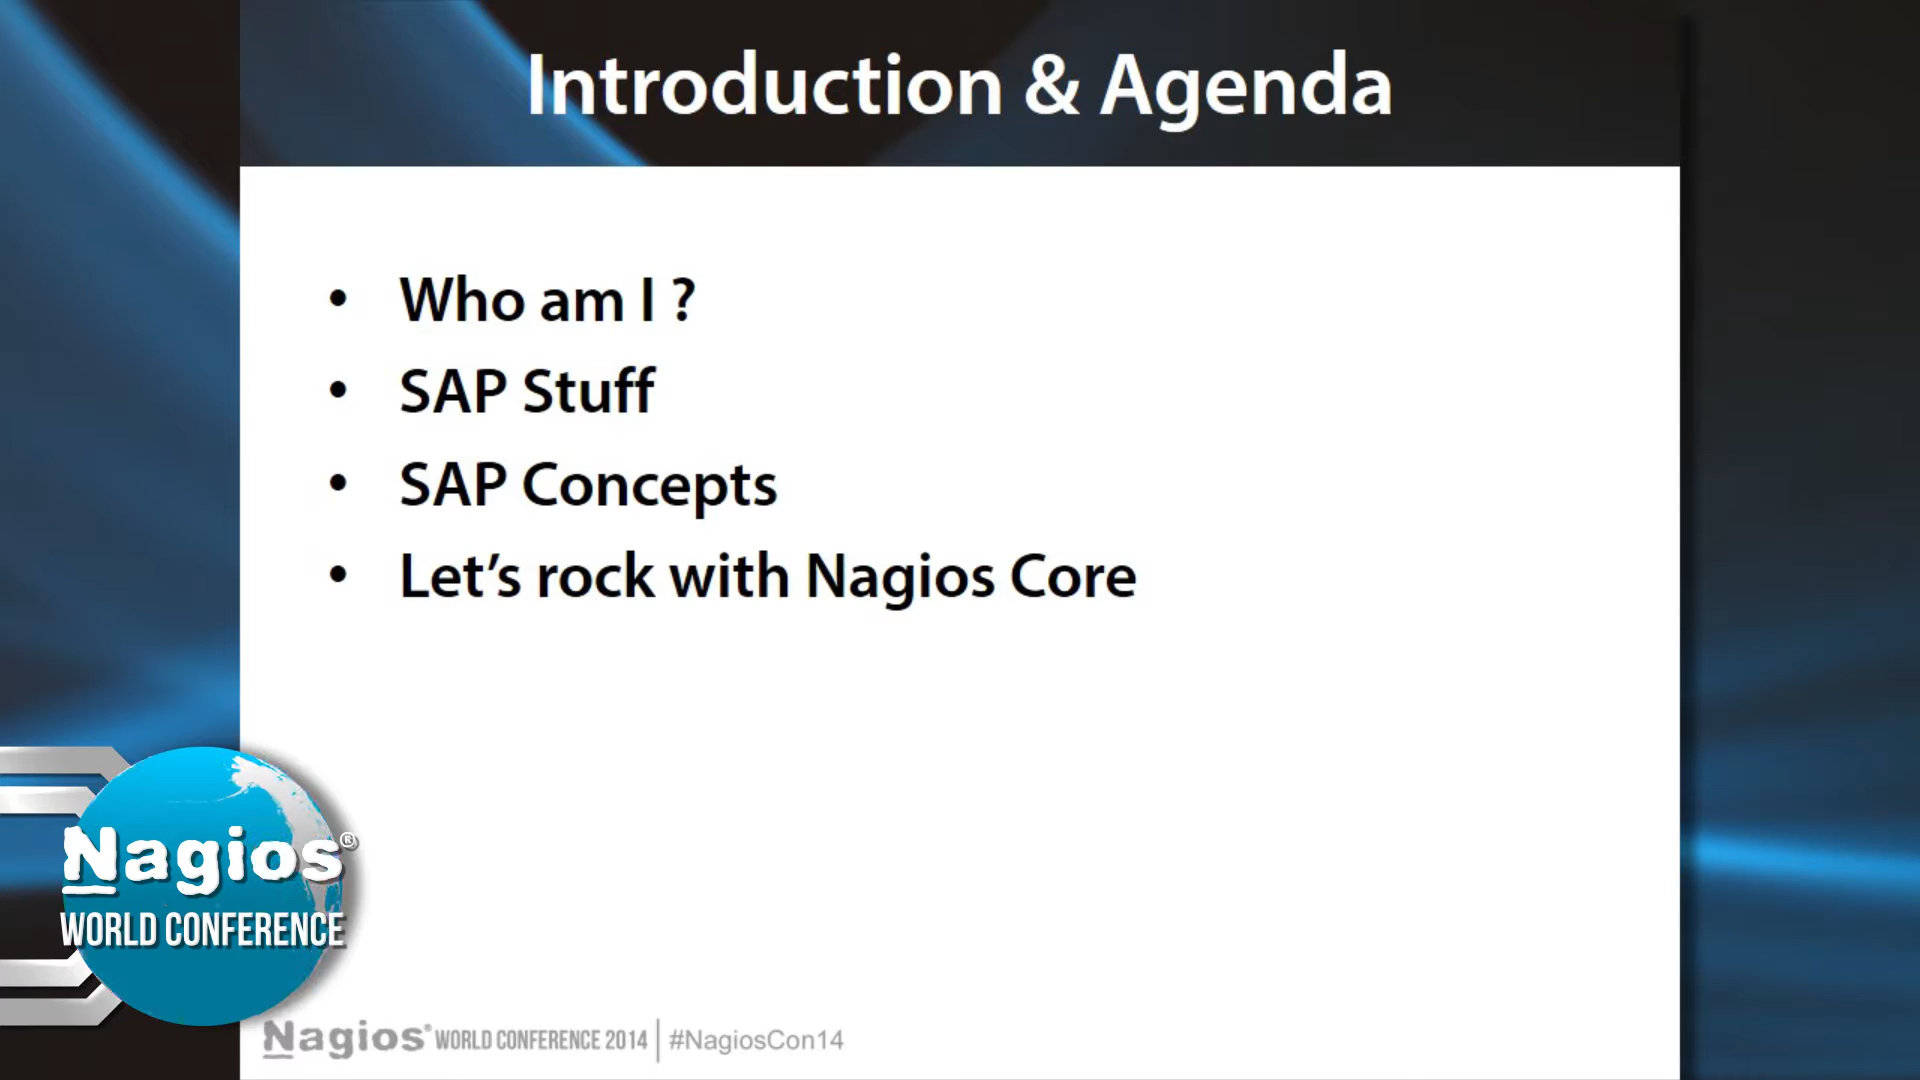 Introduction & Agenda
• Who am I ?
• SAP Stuff
• SAP Concepts
• Let’s rock with Nagios Core
Nagios®
WORLD CONFERENCE
Nagios® WORLD CONFERENCE 2014 | #NagiosCon14